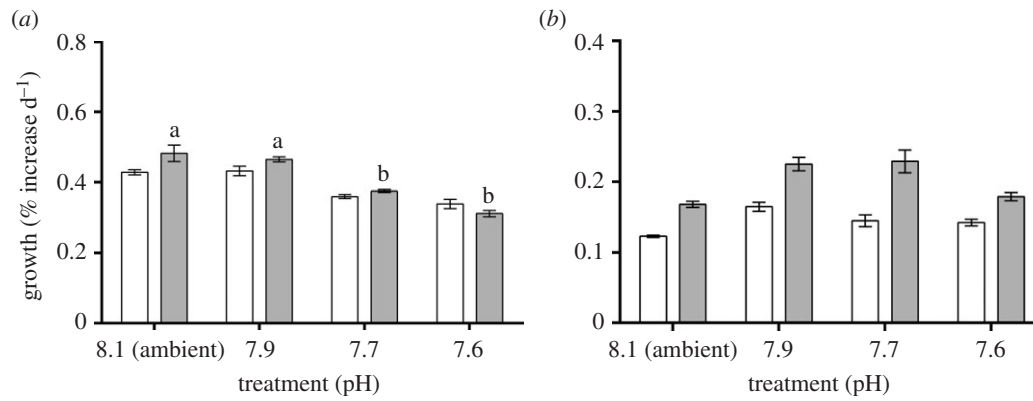 (a)
0.8
0.6
0.4
0.2
0
growth (% increase d⁻¹)
a
a
b
b
8.1 (ambient) 7.9 7.7 7.6
treatment (pH)
(b)
0.4
0.3
0.2
0.1
0
8.1 (ambient) 7.9 7.7 7.6
treatment (pH)